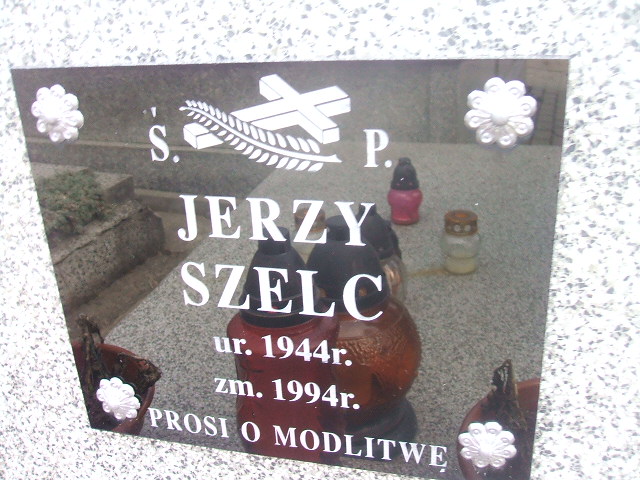 Ś. P.
JERZY
SZELC
ur. 1944r.
zm. 1994r.
PROSI O MODLITWĘ